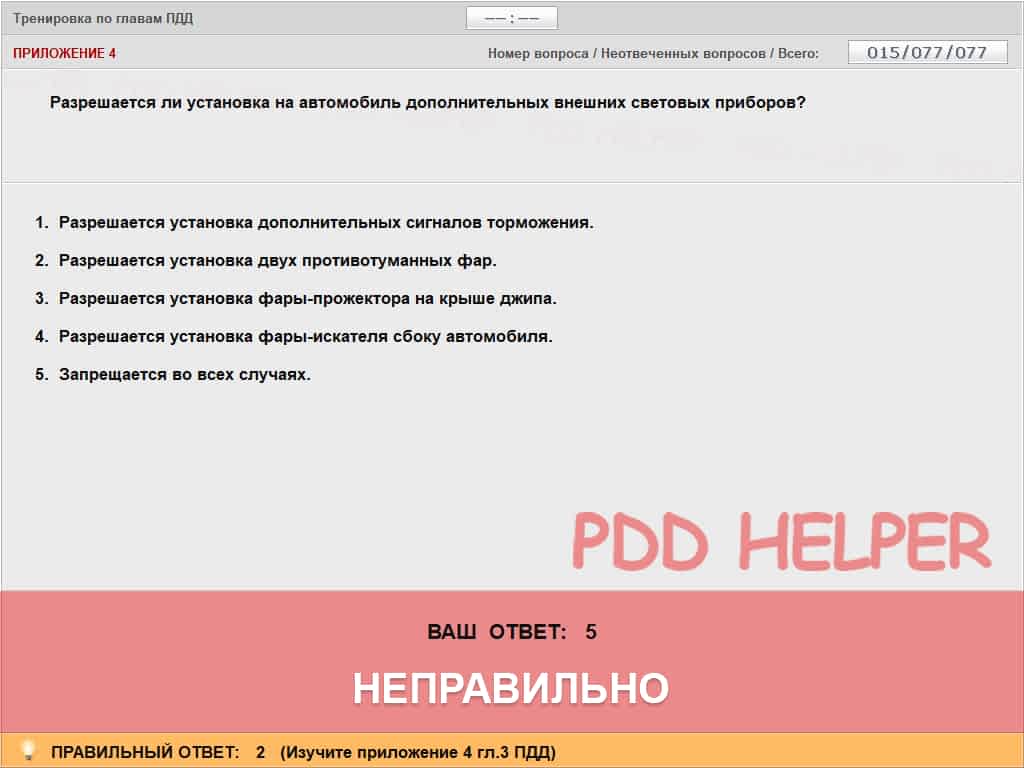 Тренировка по главам ПДД
—— : ——
ПРИЛОЖЕНИЕ 4
Номер вопроса / Неотвеченных вопросов / Всего:
015/077/077
Разрешается ли установка на автомобиль дополнительных внешних световых приборов?
1. Разрешается установка дополнительных сигналов торможения.
2. Разрешается установка двух противотуманных фар.
3. Разрешается установка фары-прожектора на крыше джипа.
4. Разрешается установка фары-искателя сбоку автомобиля.
5. Запрещается во всех случаях.
PDD HELPER
ВАШ ОТВЕТ: 5
НЕПРАВИЛЬНО
ПРАВИЛЬНЫЙ ОТВЕТ: 2 (Изучите приложение 4 гл.3 ПДД)